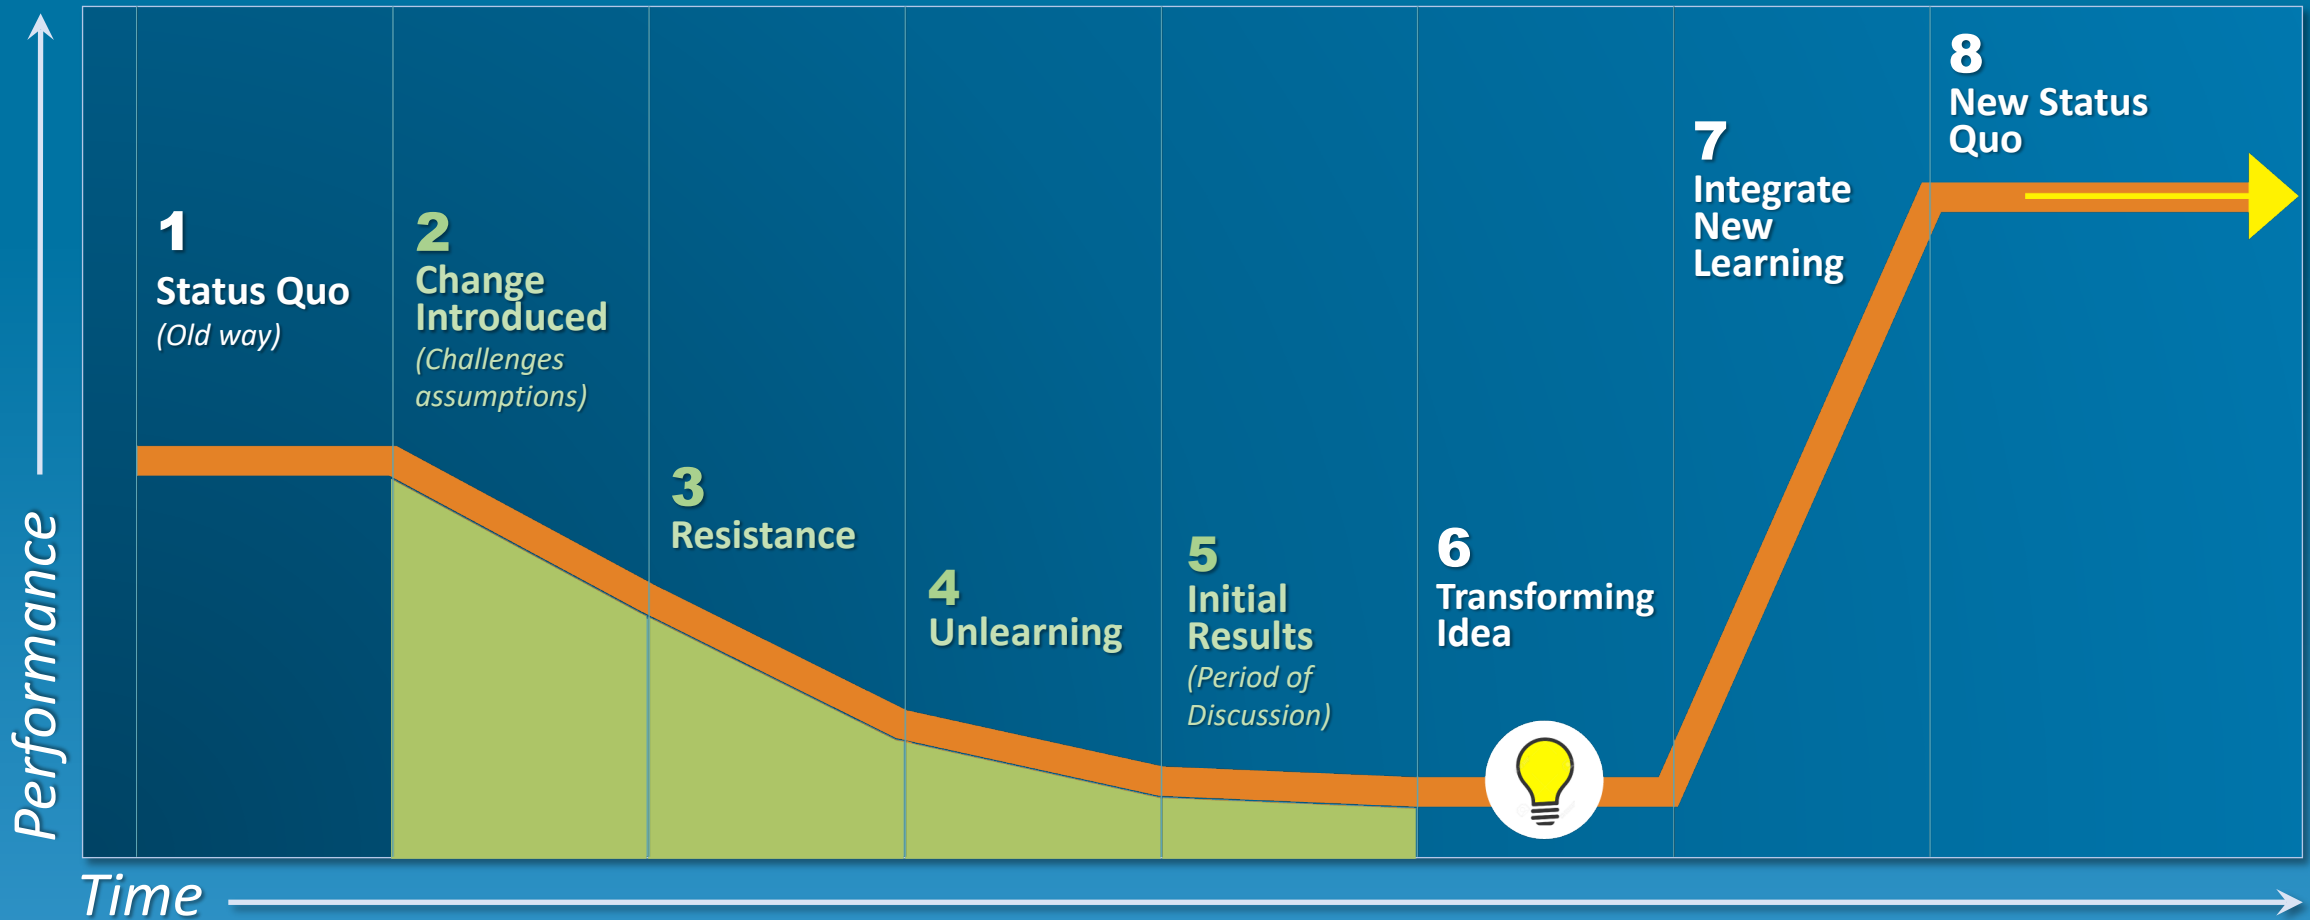 Performance
1
Status Quo
(Old way)
2
Change
Introduced
(Challenges
assumptions)
3
Resistance
4
Unlearning
5
Initial
Results
(Period of
Discussion)
6
Transforming
Idea
7
Integrate
New
Learning
8
New Status
Quo
Time